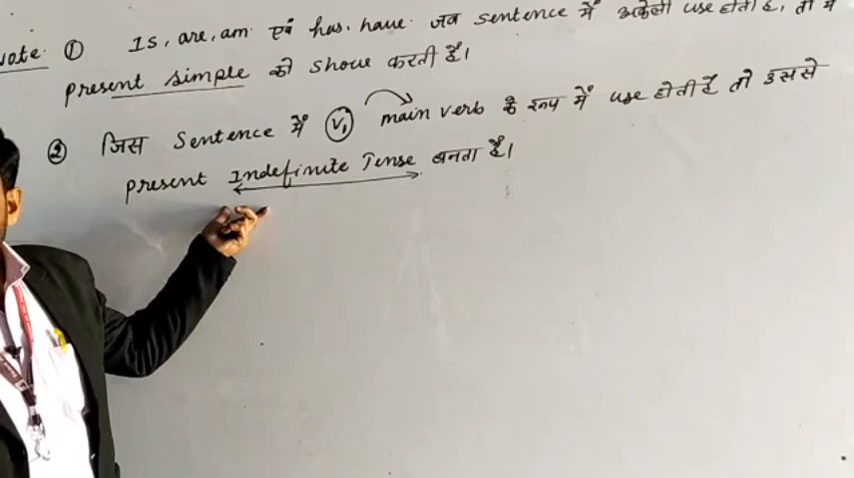 Note: ① Is, are, am एवं has, have जब sentence में अकेली use होती है, तो ये
Present simple को show करती हैं।
② जिस Sentence में V₁ main verb के रूप में use होती हैं तो उससे
present Indefinite Tense बनता हैं।